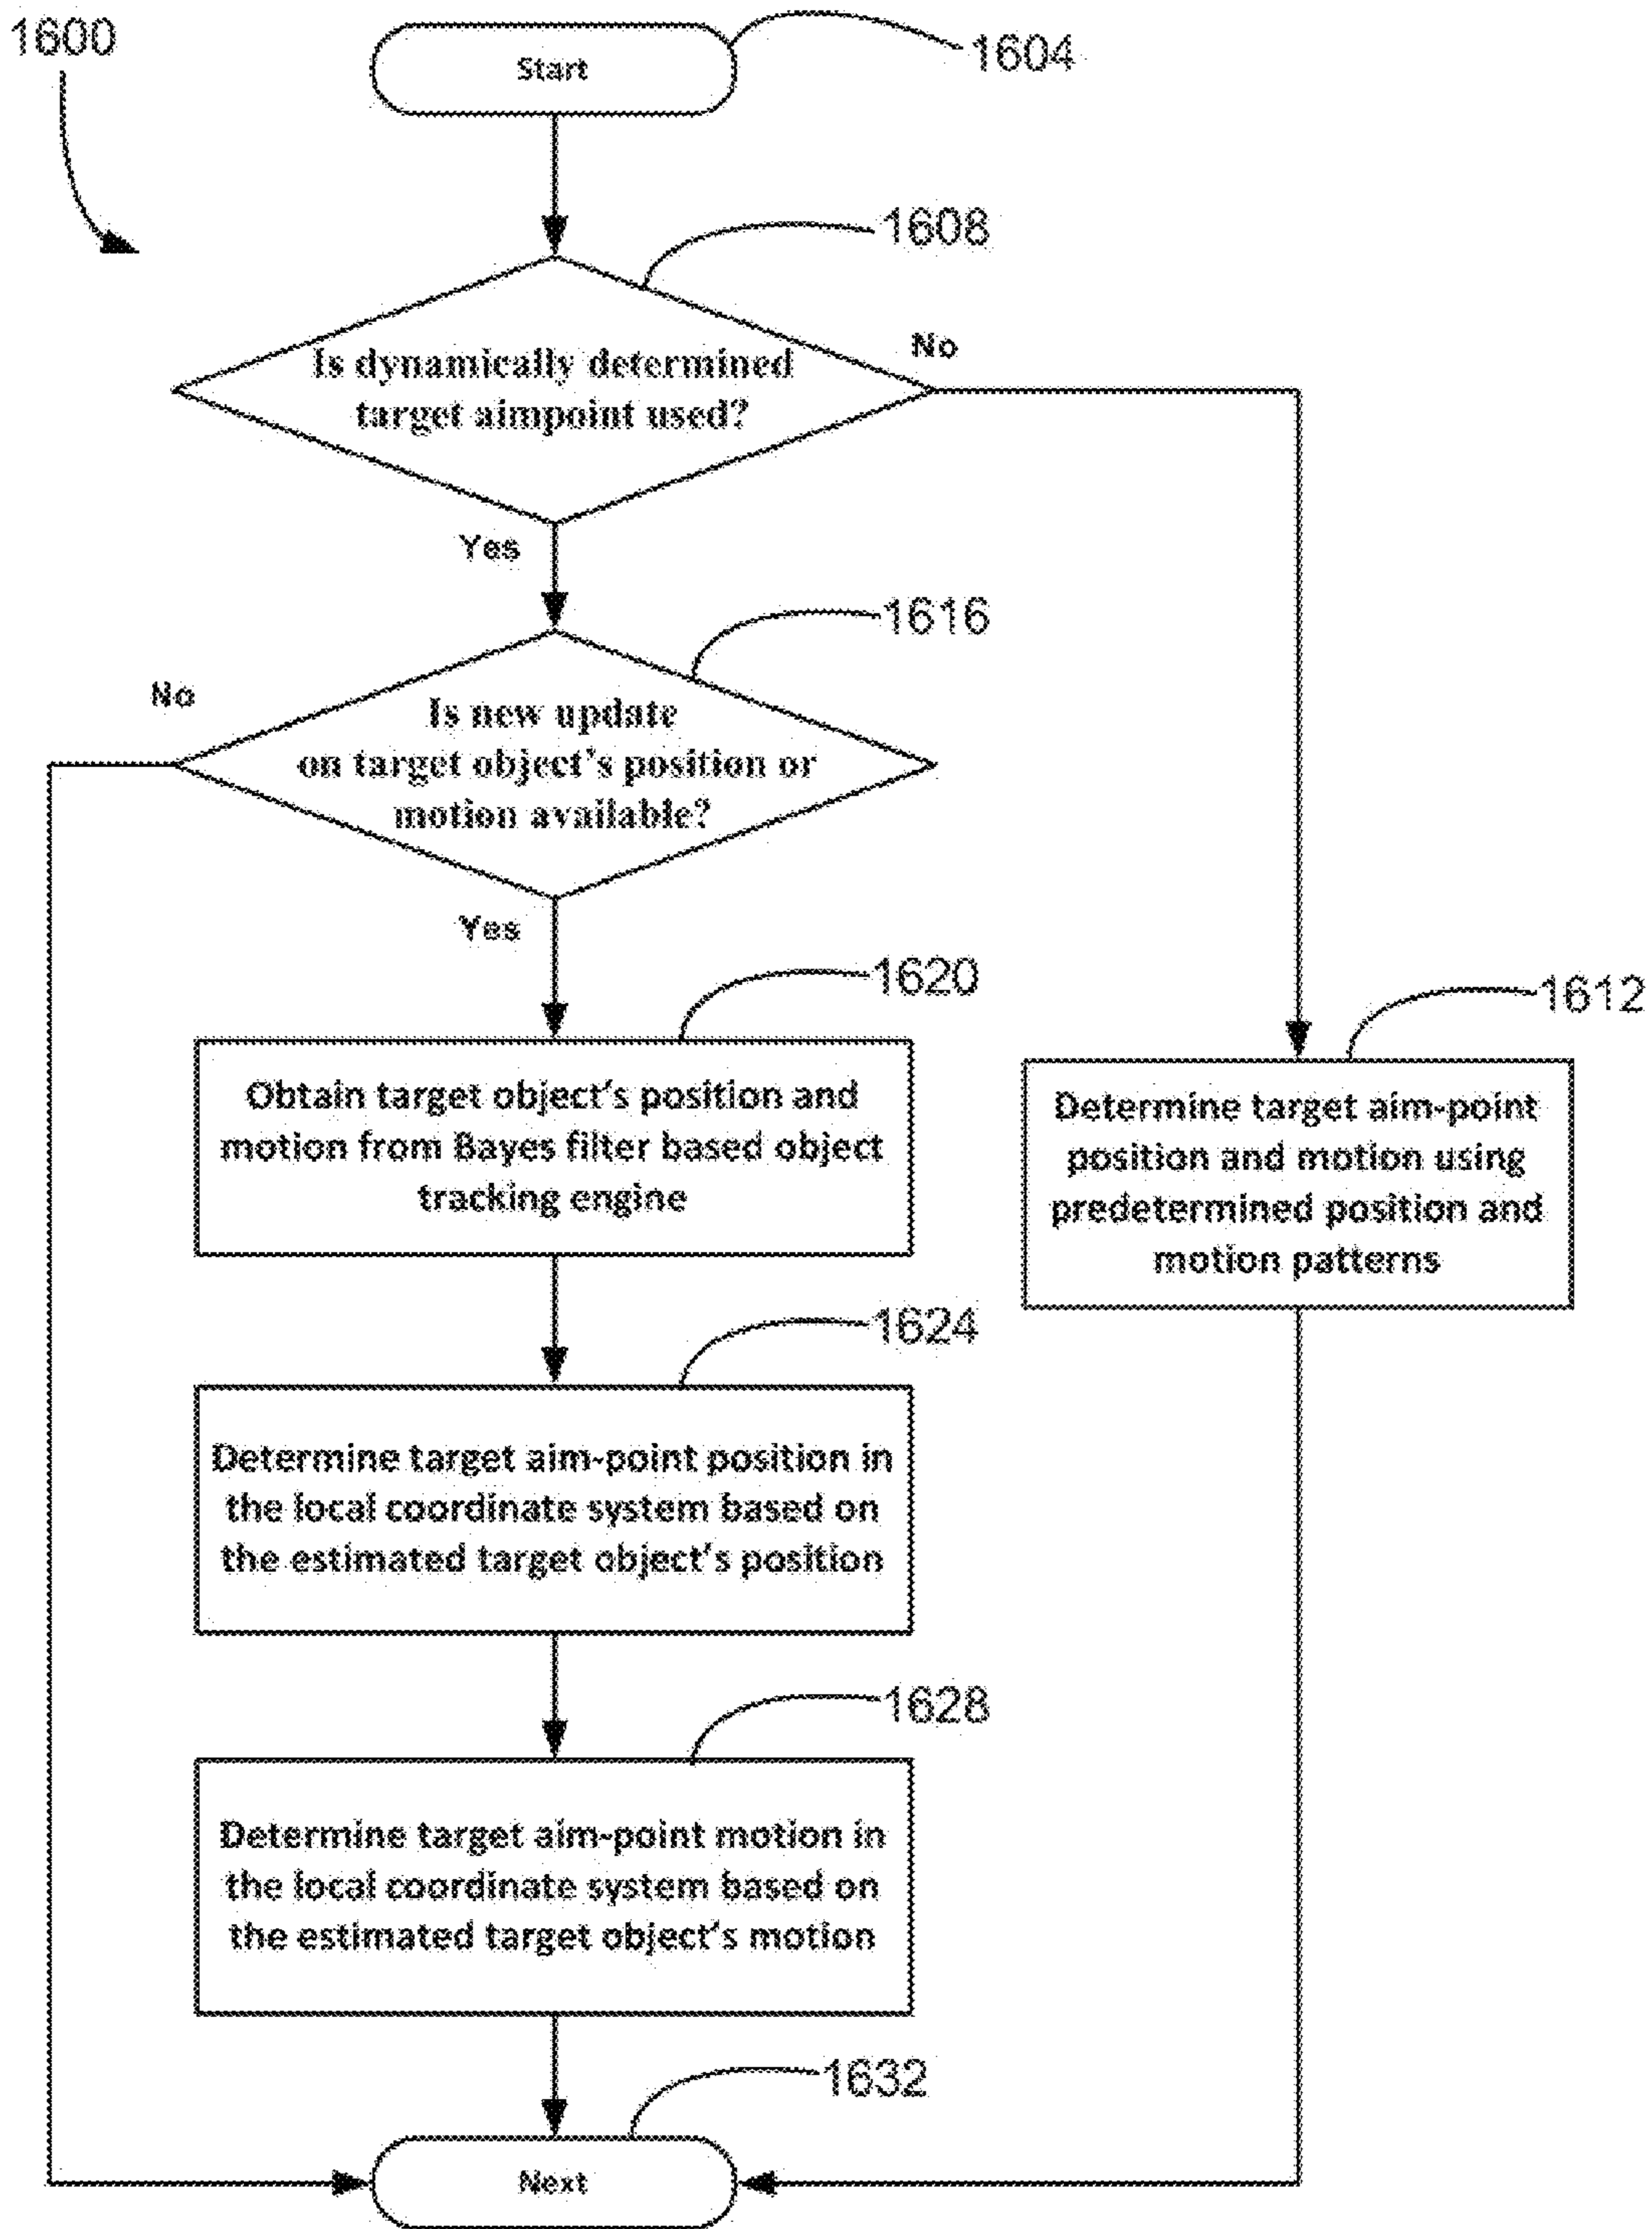 1600
Start
1604
1608
Is dynamically determined
target aimpoint used?
No
Yes
1616
No
Is new update
on target object's position or
motion available?
Yes
1620
Obtain target object's position and
motion from Bayes filter based object
tracking engine
1612
Determine target aim-point
position and motion using
predetermined position and
motion patterns
1624
Determine target aim-point position in
the local coordinate system based on
the estimated target object's position
1628
Determine target aim-point motion in
the local coordinate system based on
the estimated target object's motion
1632
Next